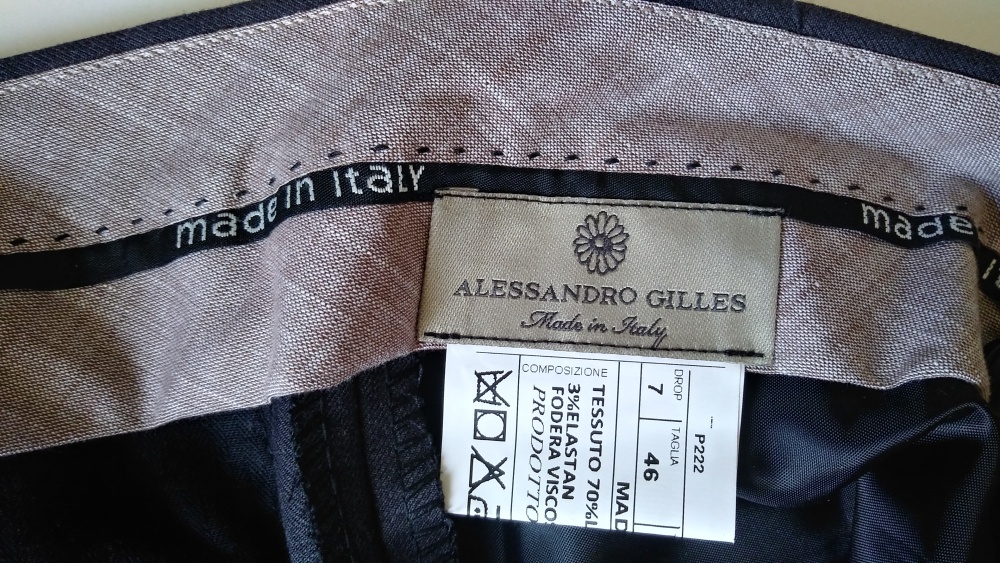 made in italy
made
ALESSANDRO GILLES
Made in Italy
P222
DROP TAGLIA
7 46
MAD
COMPOSIZIONE
TESSUTO 70%L
3%ELASTAN
FODERA VISCO
PRODOTTO